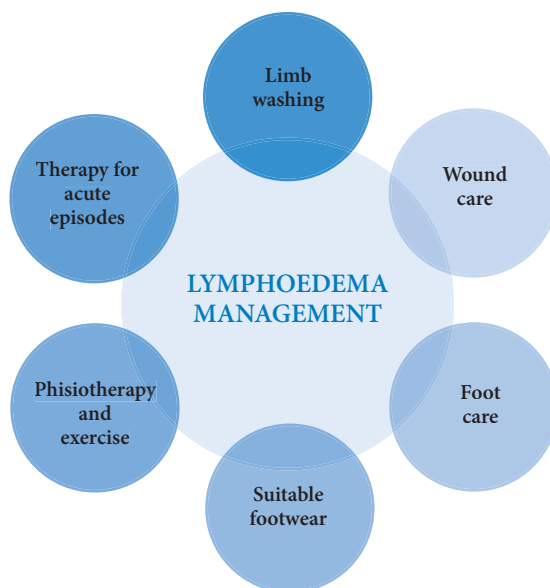 Limb
washing
Wound
care
Foot
care
Suitable
footwear
Phisiotherapy
and
exercise
Therapy for
acute
episodes
LYMPHOEDEMA
MANAGEMENT